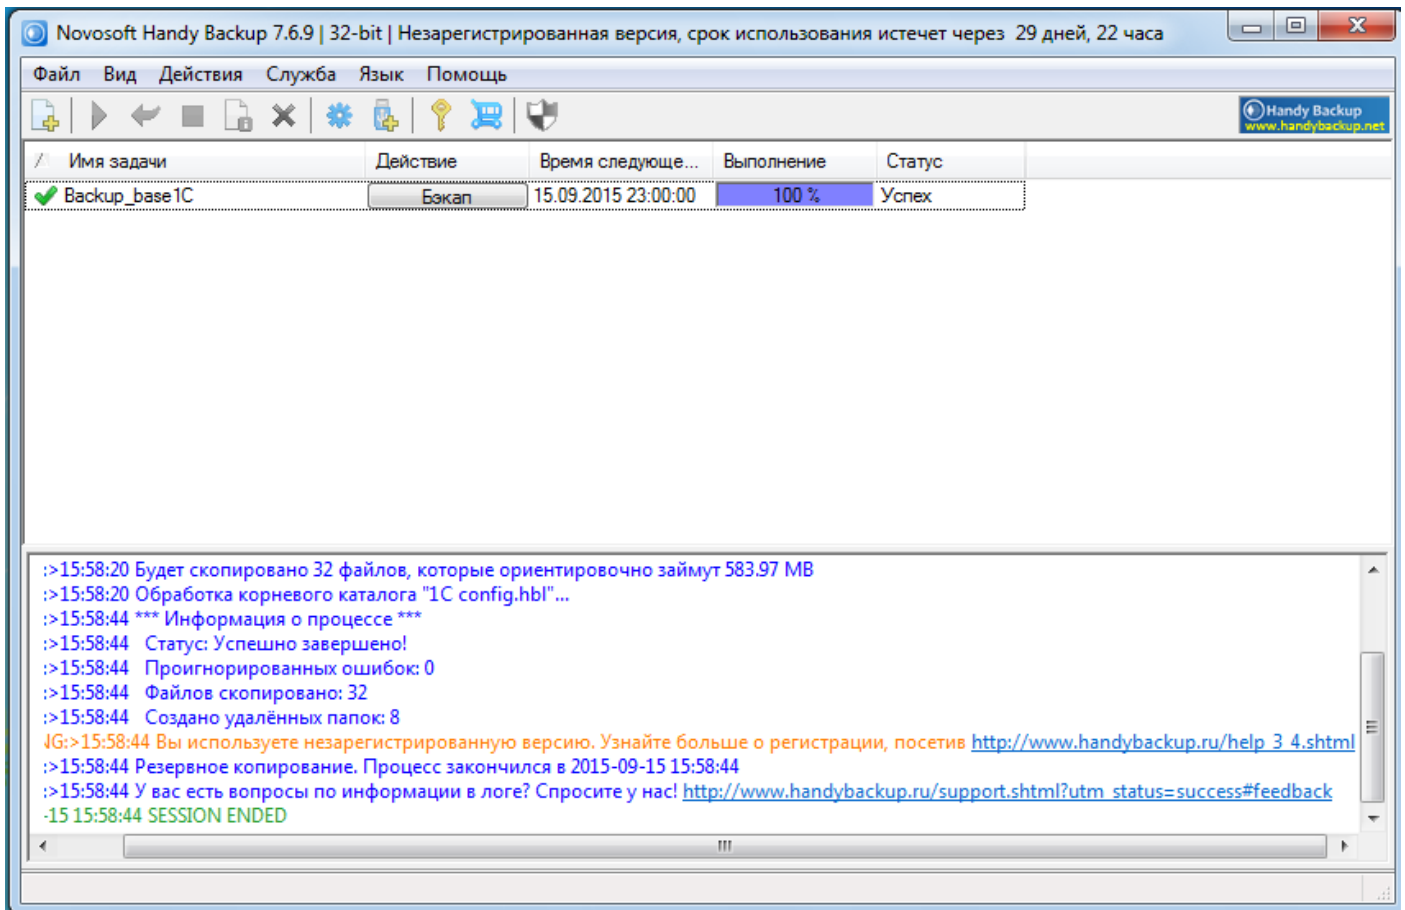 Novosoft Handy Backup 7.6.9 | 32-bit | Незарегистрированная версия, срок использования истечет через 29 дней, 22 часа
Файл Вид Действия Служба Язык Помощь
Handy Backup
www.handybackup.net
Имя задачи Действие Время следующе... Выполнение Статус
Backup_base1C Бэкап 15.09.2015 23:00:00 100 % Успех
:>15:58:20 Будет скопировано 32 файлов, которые ориентировочно займут 583.97 MB
:>15:58:20 Обработка корневого каталога "1C config.hbl"...
:>15:58:44 *** Информация о процессе ***
:>15:58:44 Статус: Успешно завершено!
:>15:58:44 Проигнорированных ошибок: 0
:>15:58:44 Файлов скопировано: 32
:>15:58:44 Создано удалённых папок: 8
NG:>15:58:44 Вы используете незарегистрированную версию. Узнайте больше о регистрации, посетив http://www.handybackup.ru/help_3_4.shtml
:>15:58:44 Резервное копирование. Процесс закончился в 2015-09-15 15:58:44
:>15:58:44 У вас есть вопросы по информации в логе? Спросите у нас! http://www.handybackup.ru/support.shtml?utm_status=success#feedback
-15 15:58:44 SESSION ENDED